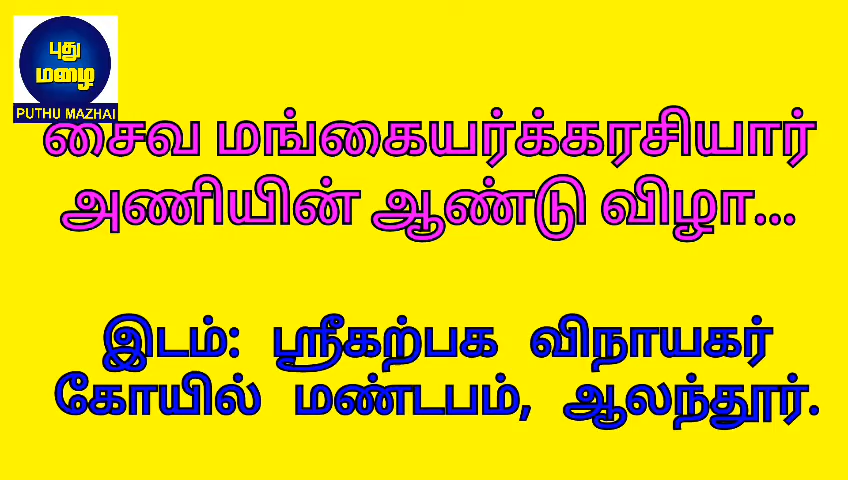 புது
மழை
PUTHU MAZHAI
சைவ மங்கையர்க்கரசியார்
அணியின் ஆண்டு விழா...
இடம்: ஸ்ரீகற்பக விநாயகர்
கோயில் மண்டபம், ஆலந்தூர்.